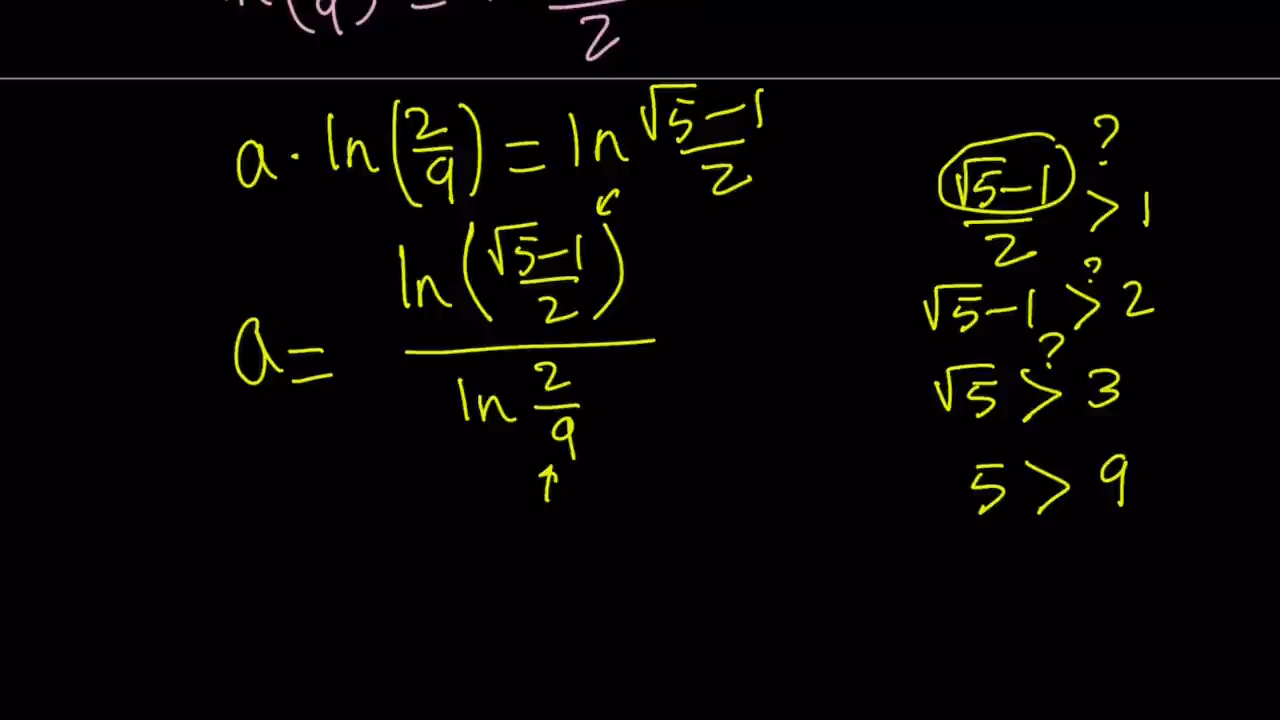 2
a · ln(2/9) = ln (√5-1)/2
a = ln((√5-1)/2) / ln 2/9
(√5-1)/2 >? 1
√5-1 >? 2
√5 >? 3
5 > 9